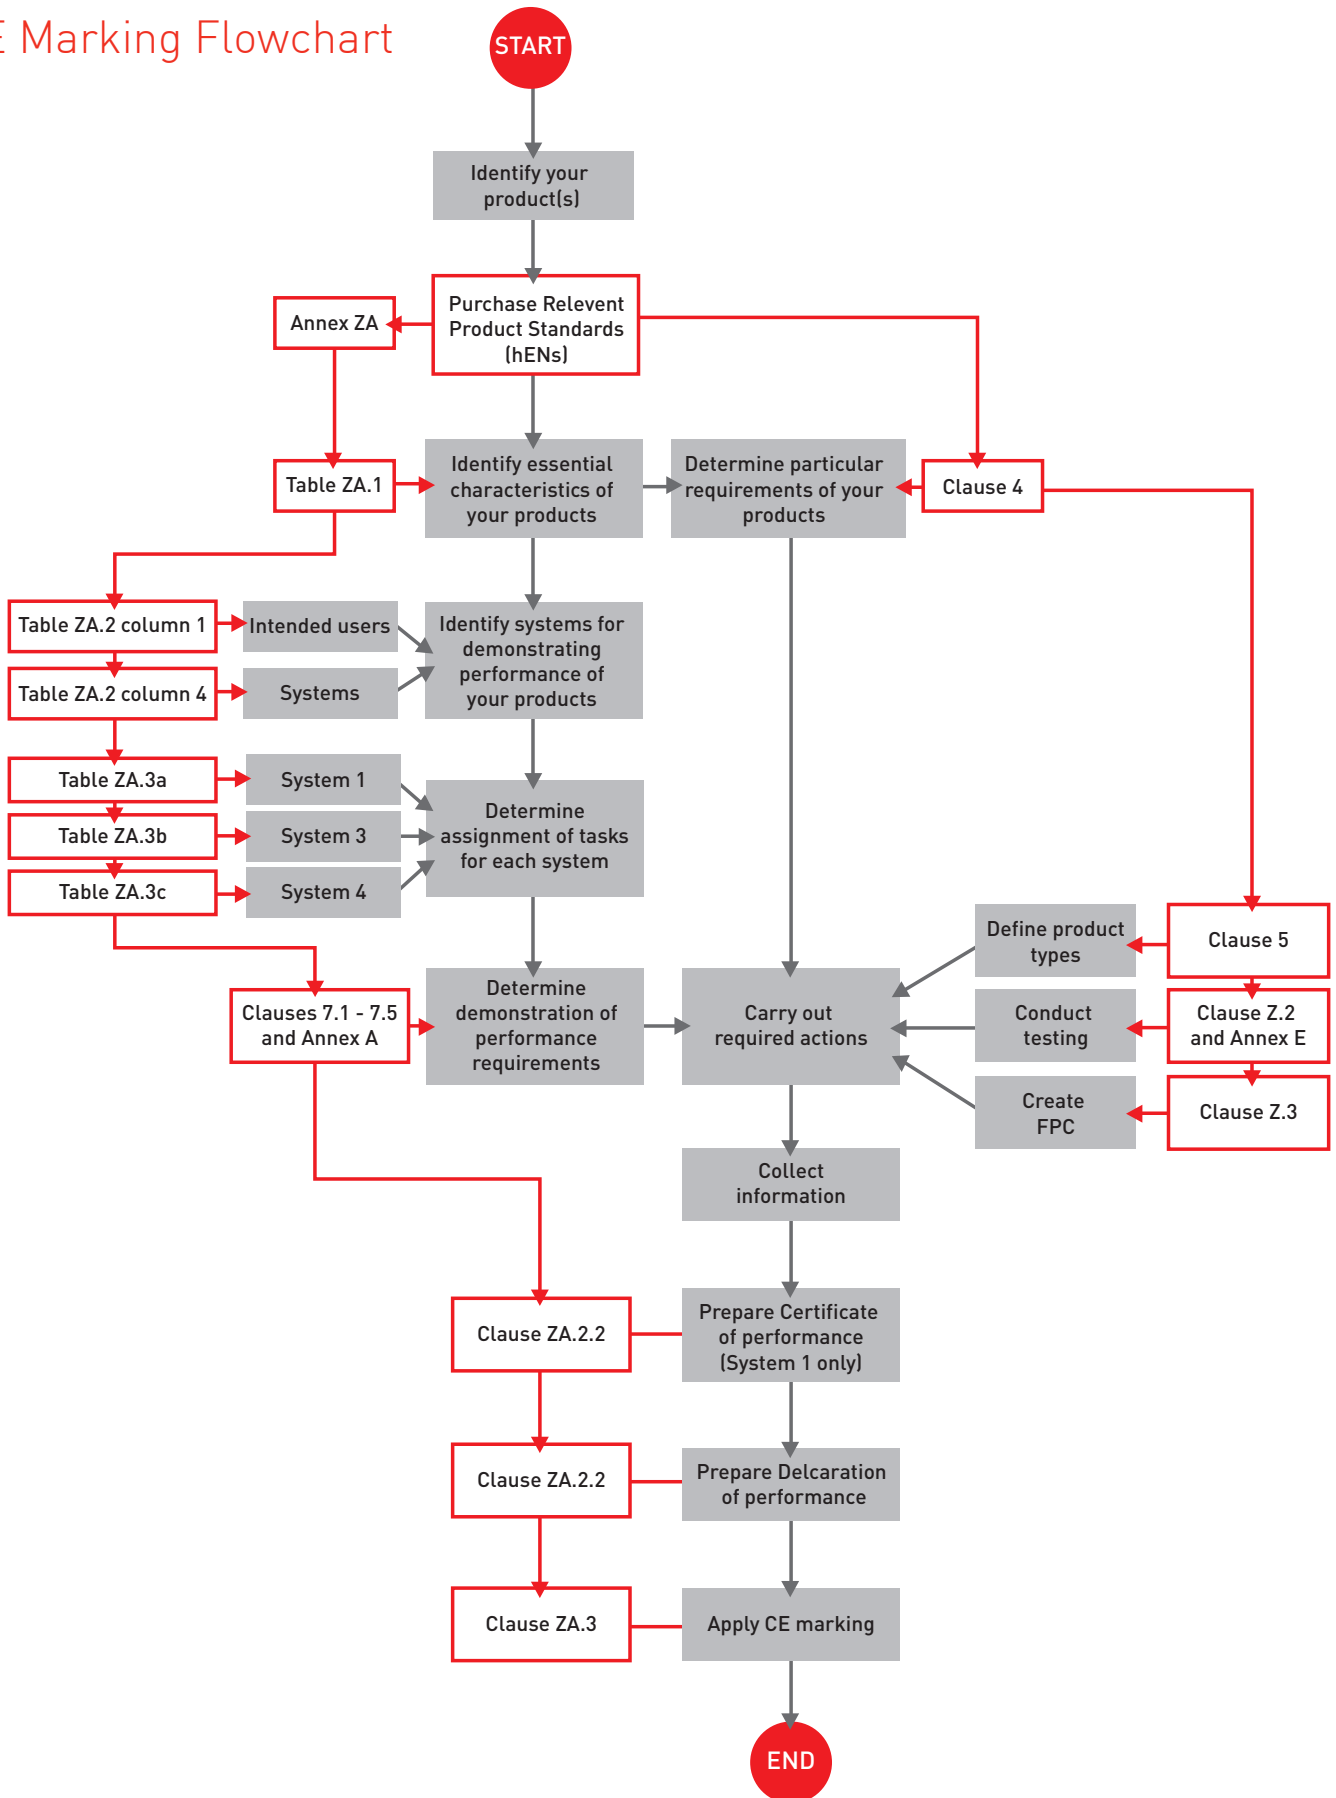 E Marking Flowchart
START
Identify your
product(s)
Purchase Relevent
Product Standards
(hENs)
Annex ZA
Table ZA.1
Identify essential
characteristics of
your products
Determine particular
requirements of your
products
Clause 4
Table ZA.2 column 1
Intended users
Identify systems for
demonstrating
performance of
your products
Table ZA.2 column 4
Systems
Table ZA.3a
System 1
Determine
assignment of tasks
for each system
Table ZA.3b
System 3
Table ZA.3c
System 4
Define product
types
Clause 5
Clauses 7.1 - 7.5
and Annex A
Determine
demonstration of
performance
requirements
Carry out
required actions
Conduct
testing
Clause Z.2
and Annex E
Create
FPC
Clause Z.3
Collect
information
Clause ZA.2.2
Prepare Certificate
of performance
(System 1 only)
Clause ZA.2.2
Prepare Delcaration
of performance
Clause ZA.3
Apply CE marking
END